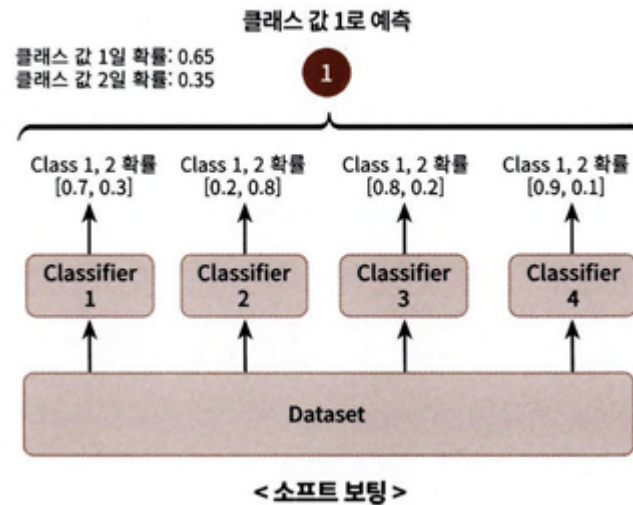 클래스 값 1로 예측
클래스 값 1일 확률: 0.65
클래스 값 2일 확률: 0.35
1
Class 1, 2 확률
[0.7, 0.3]
Class 1, 2 확률
[0.2, 0.8]
Class 1, 2 확률
[0.8, 0.2]
Class 1, 2 확률
[0.9, 0.1]
Classifier
1
Classifier
2
Classifier
3
Classifier
4
Dataset
< 소프트 보팅 >